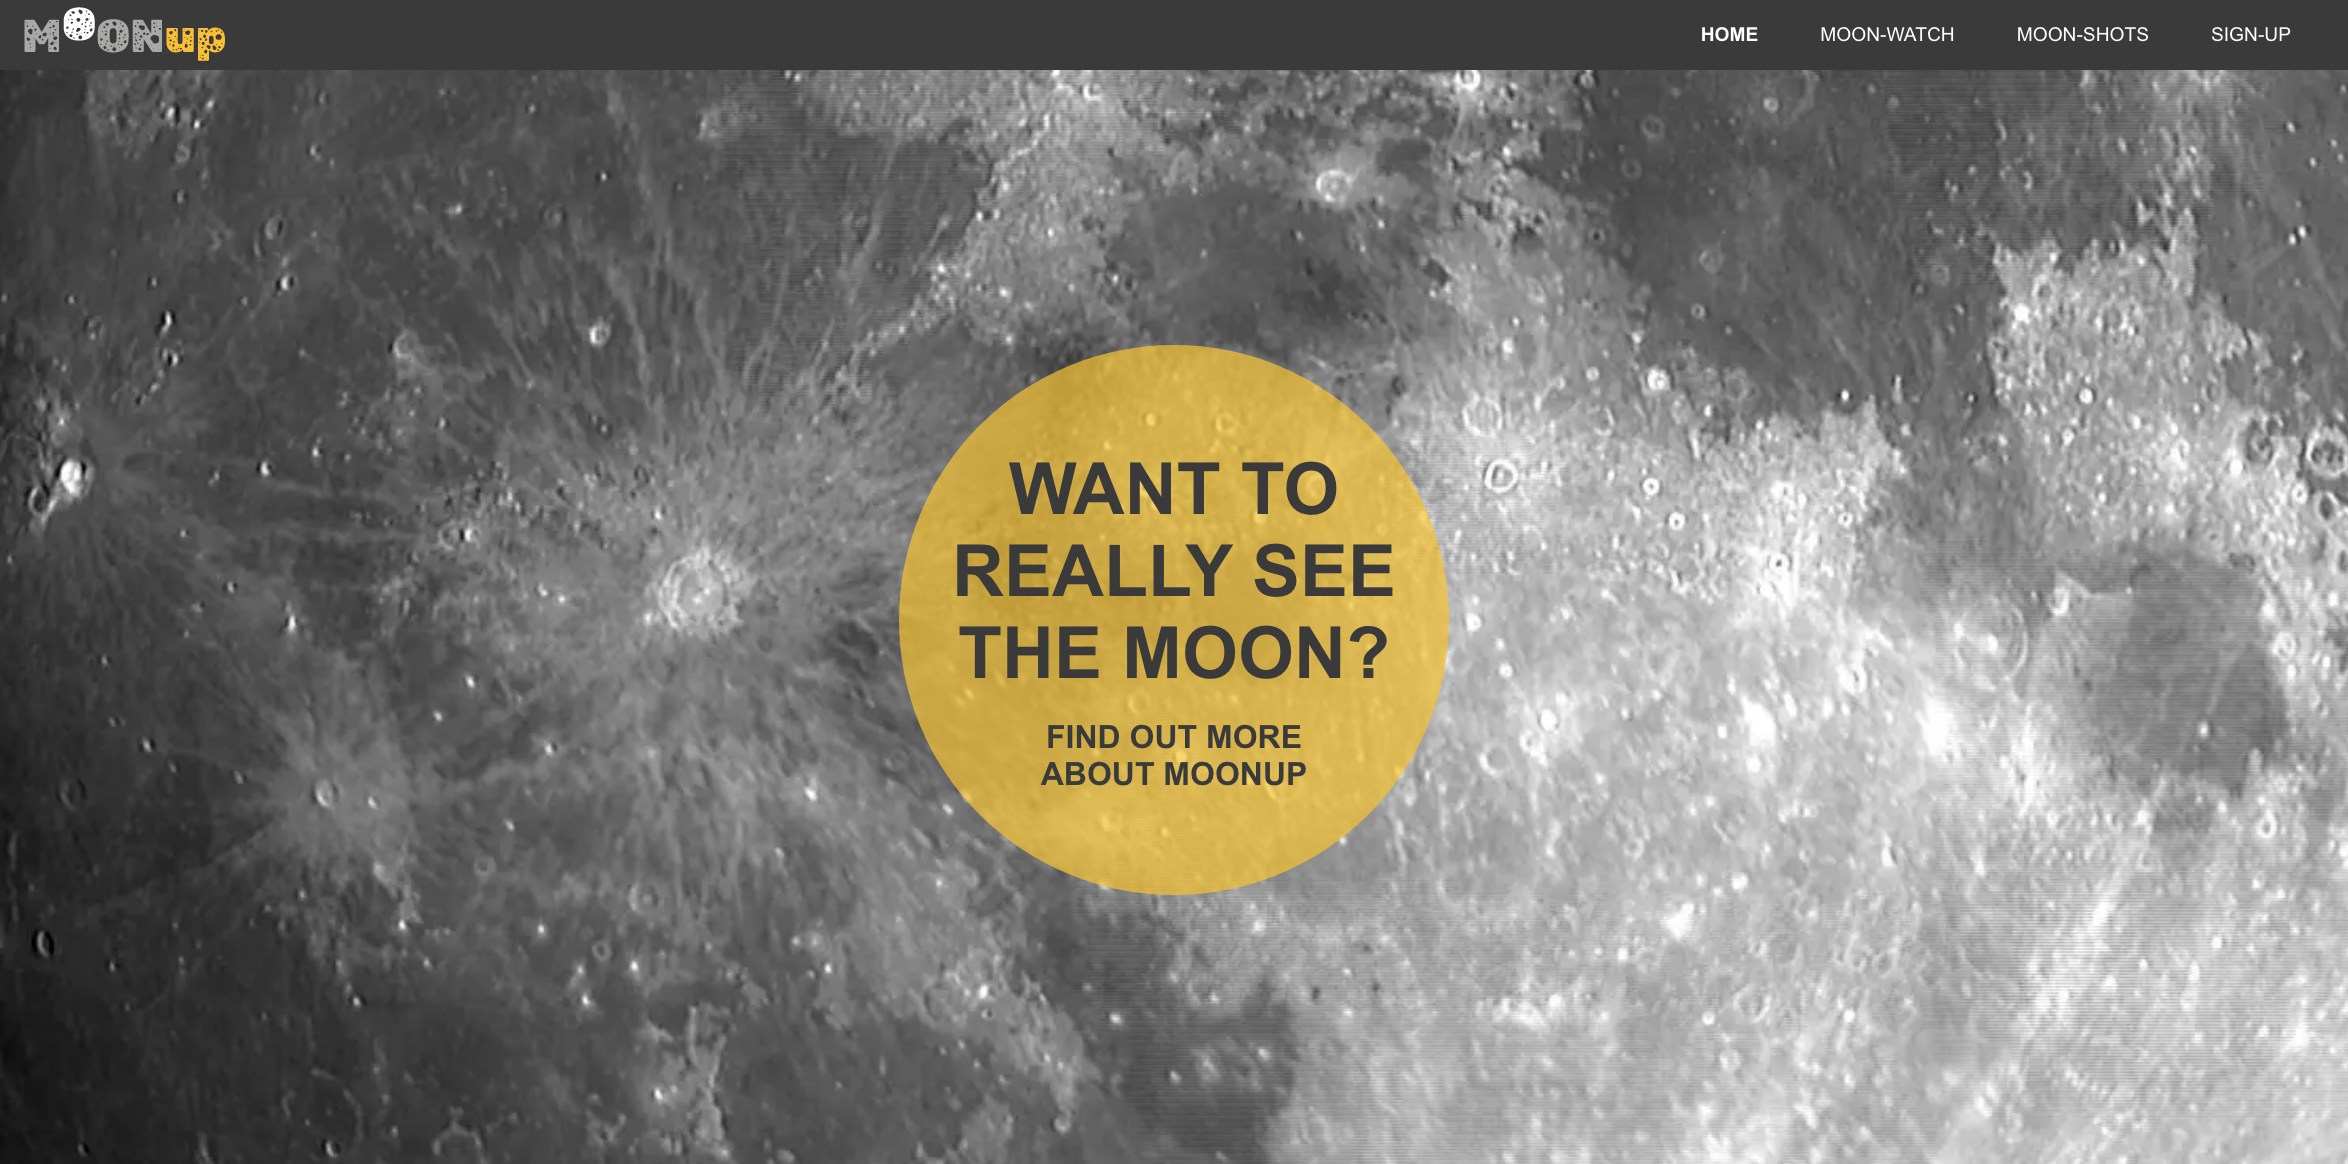 MOONup
HOME MOON-WATCH MOON-SHOTS SIGN-UP
WANT TO
REALLY SEE
THE MOON?
FIND OUT MORE
ABOUT MOONUP